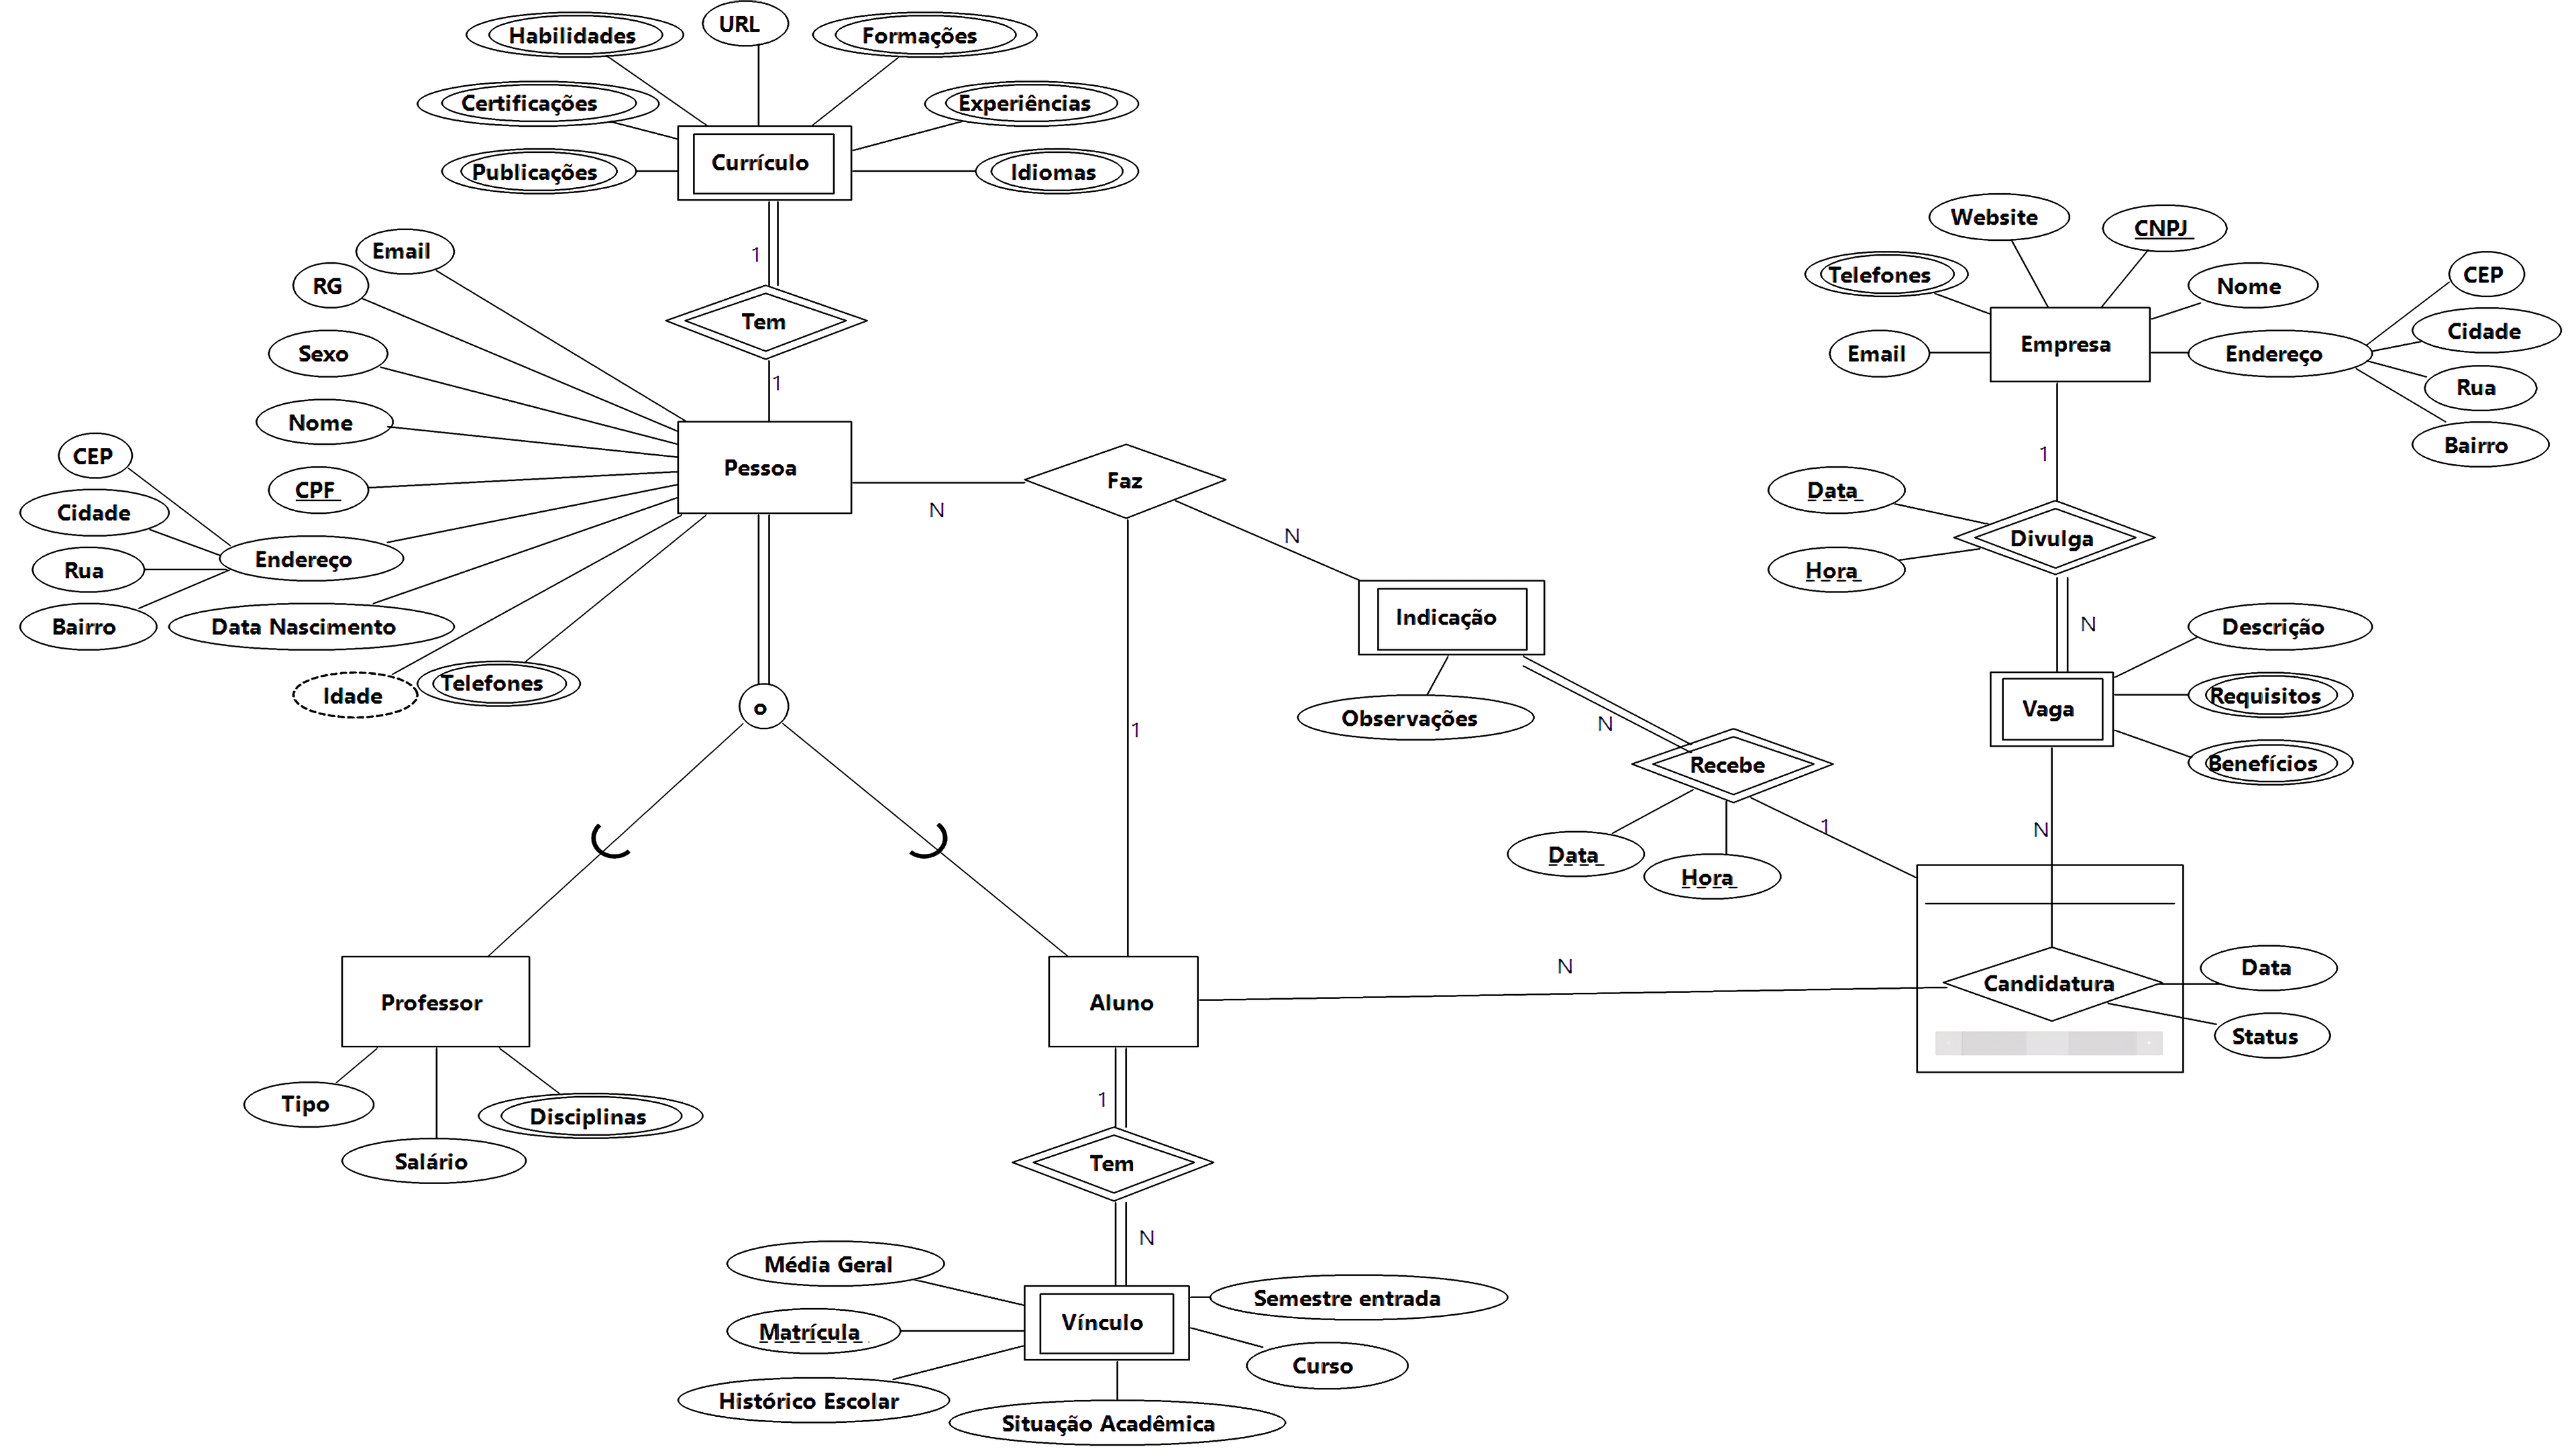 Habilidades
URL
Formações
Certificações
Experiências
Publicações
Currículo
Idiomas
1
Tem
1
Email
RG
Sexo
Nome
CPF
CEP
Cidade
Rua
Bairro
Endereço
Data Nascimento
Idade
Telefones
Pessoa
N
Faz
N
1
Indicação
Observações
N
Recebe
Data
Hora
1
Website
CNPJ
Telefones
Nome
Email
Empresa
Endereço
CEP
Cidade
Rua
Bairro
1
Data
Hora
Divulga
N
Descrição
Vaga
Requisitos
Benefícios
N
Candidatura
Data
Status
N
o
Professor
Tipo
Salário
Disciplinas
Aluno
1
Tem
N
Média Geral
Matrícula
Histórico Escolar
Vínculo
Semestre entrada
Curso
Situação Acadêmica